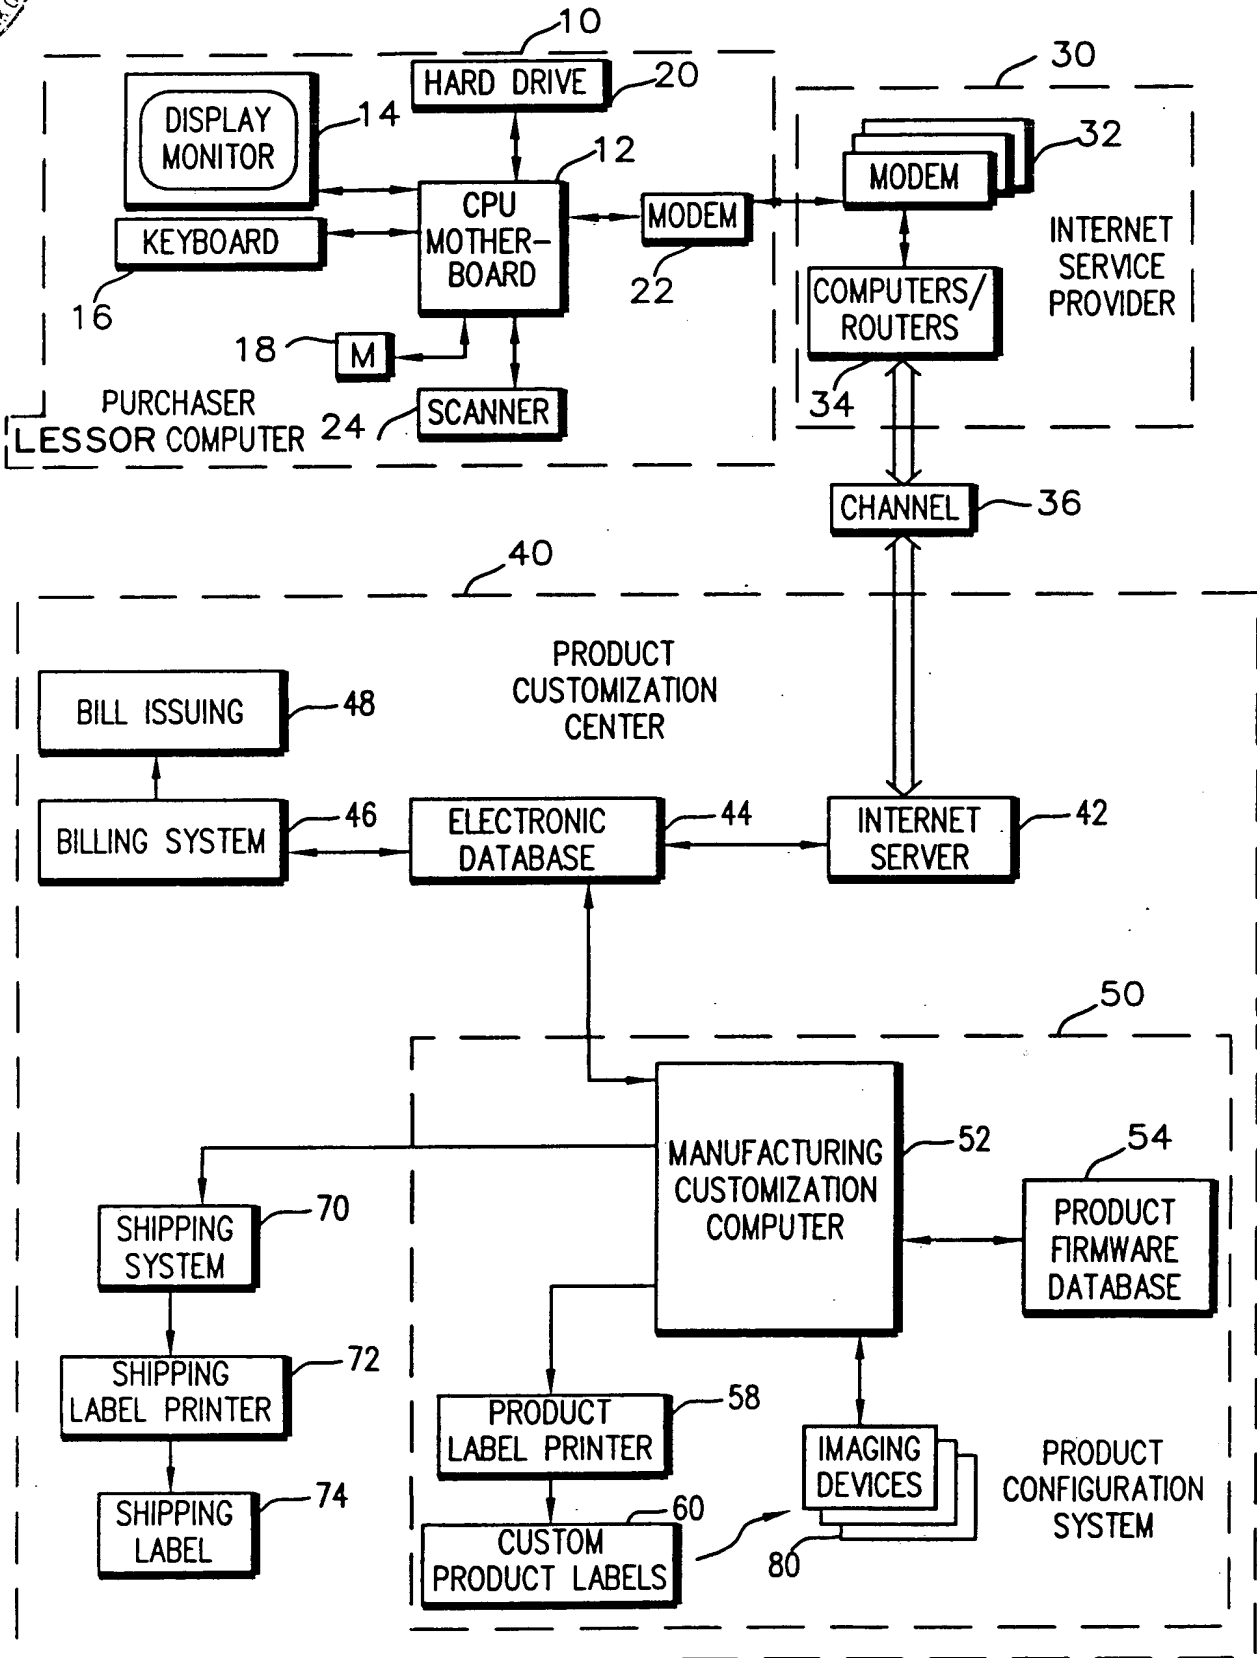 10
30
HARD DRIVE
20
DISPLAY
MONITOR
14
12
32
MODEM
CPU
MOTHER-
BOARD
MODEM
KEYBOARD
INTERNET
SERVICE
PROVIDER
22
16
COMPUTERS/
ROUTERS
18
M
34
PURCHASER
LESSOR COMPUTER
24
SCANNER
CHANNEL
36
40
PRODUCT
CUSTOMIZATION
CENTER
BILL ISSUING
48
BILLING SYSTEM
46
ELECTRONIC
DATABASE
44
INTERNET
SERVER
42
50
MANUFACTURING
CUSTOMIZATION
COMPUTER
52
54
PRODUCT
FIRMWARE
DATABASE
SHIPPING
SYSTEM
70
SHIPPING
LABEL PRINTER
72
PRODUCT
LABEL PRINTER
58
IMAGING
DEVICES
PRODUCT
CONFIGURATION
SYSTEM
SHIPPING
LABEL
74
60
CUSTOM
PRODUCT LABELS
80